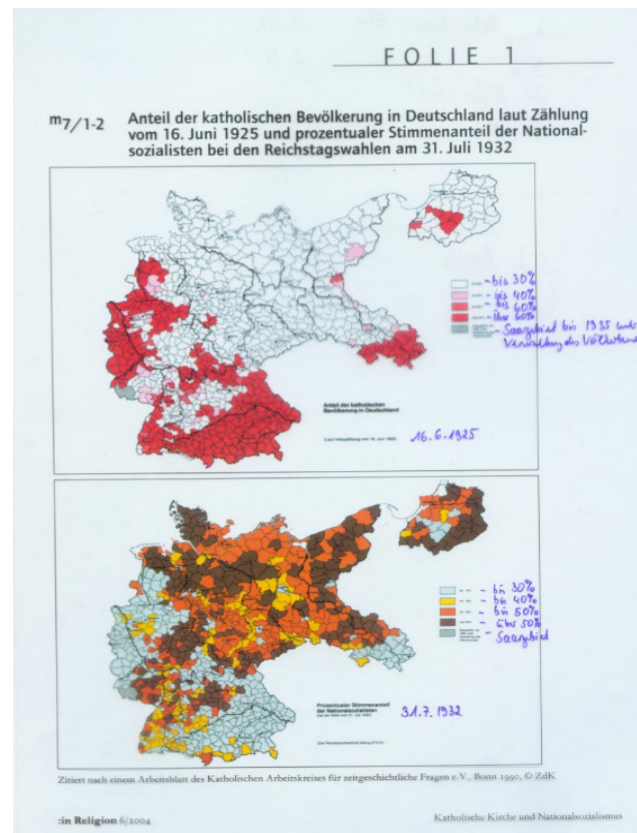 FOLIE 1
m7/1-2
Anteil der katholischen Bevölkerung in Deutschland laut Zählung
vom 16. Juni 1925 und prozentualer Stimmenanteil der National-
sozialisten bei den Reichstagswahlen am 31. Juli 1932
- bis 30%
- bis 40%
- bis 60%
- über 60%
- Saargebiet bis 1935 unter
Verwaltung des Völkerbund
Anteil der katholischen
Bevölkerung in Deutschland
16.6.1925
- bis 30%
- bis 40%
- bis 50%
- über 50%
- Saargebiet
Prozentualer Stimmenanteil
der Nationalsozialisten
31.7.1932
Zitiert nach einem Arbeitsblatt des Katholischen Arbeitskreises für zeitgeschichtliche Fragen e.V., Bonn 1990, © ZdK
:in Religion 6/2004
Katholische Kirche und Nationalsozialismus